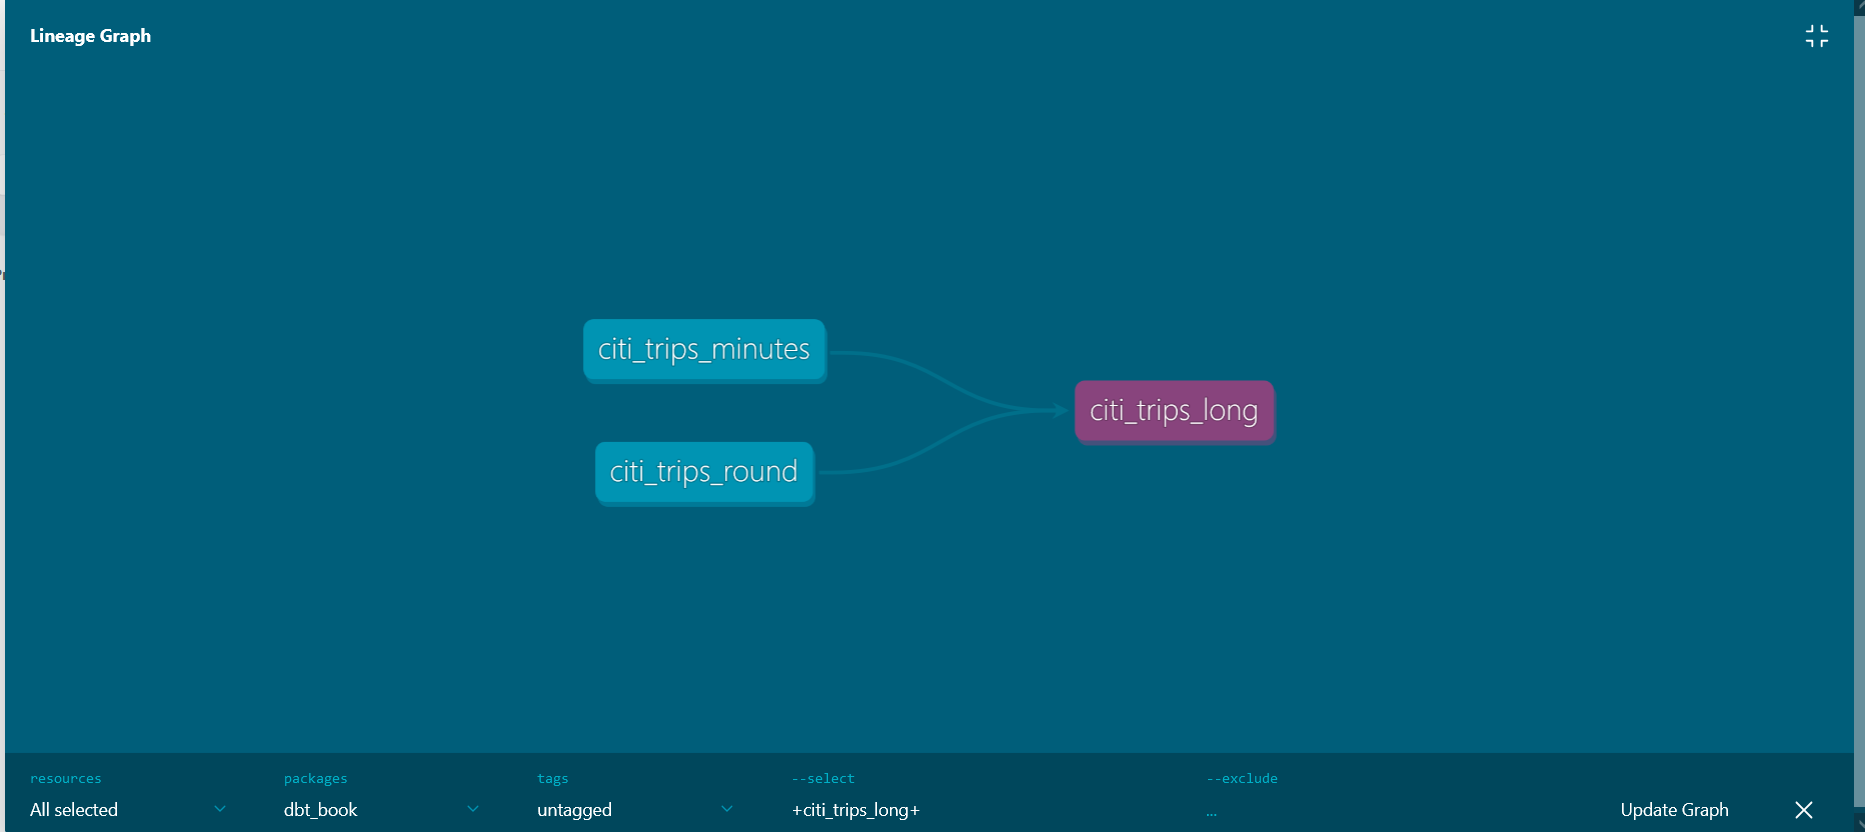 Lineage Graph
citi_trips_minutes
citi_trips_long
citi_trips_round
resources
packages
tags
--select
--exclude
All selected
dbt_book
untagged
+citi_trips_long+
...
Update Graph